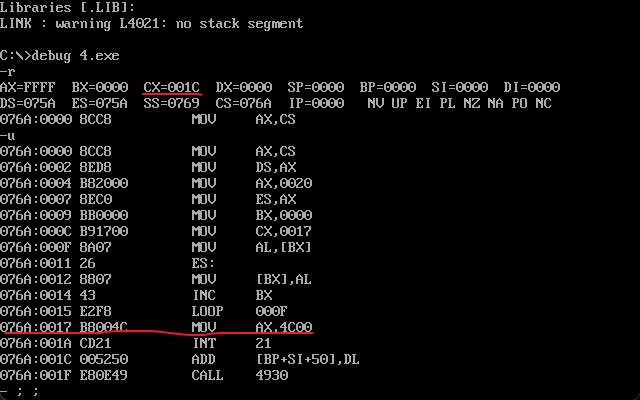 Libraries [.LIB]:
LINK : warning L4021: no stack segment
C:\>debug 4.exe
-r
AX=FFFF BX=0000 CX=001C DX=0000 SP=0000 BP=0000 SI=0000 DI=0000
DS=075A ES=075A SS=0769 CS=076A IP=0000 NV UP EI PL NZ NA PO NC
076A:0000 8CC8 MOV AX,CS
-u
076A:0000 8CC8 MOV AX,CS
076A:0002 8ED8 MOV DS,AX
076A:0004 B82000 MOV AX,0020
076A:0007 8EC0 MOV ES,AX
076A:0009 BB0000 MOV BX,0000
076A:000C B91700 MOV CX,0017
076A:000F 8A07 MOV AL,[BX]
076A:0011 26 ES:
076A:0012 8807 MOV [BX],AL
076A:0014 43 INC BX
076A:0015 E2F8 LOOP 000F
076A:0017 B8004C MOV AX,4C00
076A:001A CD21 INT 21
076A:001C 005250 ADD [BP+SI+50],DL
076A:001F E80E49 CALL 4930
- ; ;